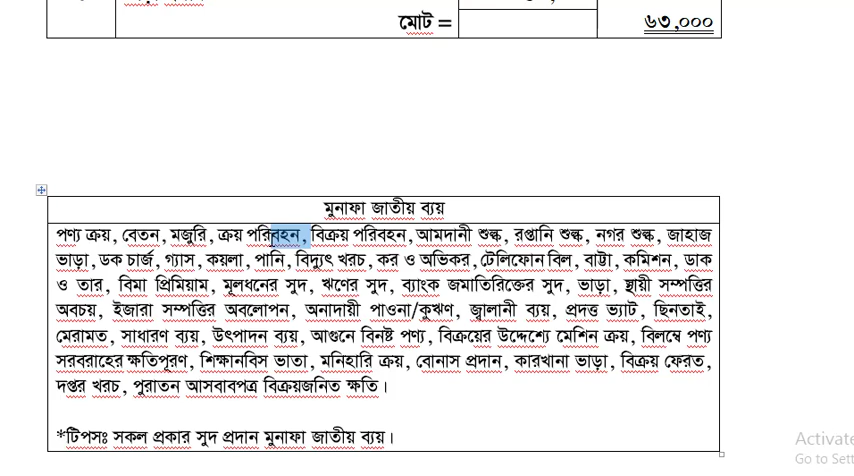 মোট =
৬৩,০০০
মুনাফা জাতীয় ব্যয়
পণ্য ক্রয়, বেতন, মজুরি, ক্রয় পরিবহন, বিক্রয় পরিবহন, আমদানী শুল্ক, রপ্তানি শুল্ক, নগর শুল্ক, জাহাজ
ভাড়া, ডক চার্জ, গ্যাস, কয়লা, পানি, বিদ্যুৎ খরচ, কর ও অভিকর, টেলিফোন বিল, বাট্টা, কমিশন, ডাক
ও তার, বিমা প্রিমিয়াম, মূলধনের সুদ, ঋণের সুদ, ব্যাংক জমাতিরিক্তের সুদ, ভাড়া, স্থায়ী সম্পত্তির
অবচয়, ইজারা সম্পত্তির অবলোপন, অনাদায়ী পাওনা/কুঋণ, জ্বালানী ব্যয়, প্রদত্ত ভ্যাট, ছিনতাই,
মেরামত, সাধারণ ব্যয়, উৎপাদন ব্যয়, আগুনে বিনষ্ট পণ্য, বিক্রয়ের উদ্দেশ্যে মেশিন ক্রয়, বিলম্বে পণ্য
সরবরাহের ক্ষতিপূরণ, শিক্ষানবিস ভাতা, মনিহারি ক্রয়, বোনাস প্রদান, কারখানা ভাড়া, বিক্রয় ফেরত,
দপ্তর খরচ, পুরাতন আসবাবপত্র বিক্রয়জনিত ক্ষতি।
*টিপসঃ সকল প্রকার সুদ প্রদান মুনাফা জাতীয় ব্যয়।
Activate
Go to Sett